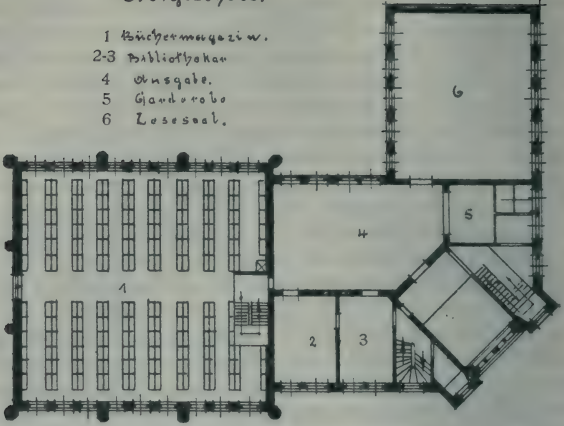 1 Büchermagazin.
2-3 Bibliothekar
4 Ausgabe.
5 Garderobe
6 Lesesaal.
6
5
4
1
2
3